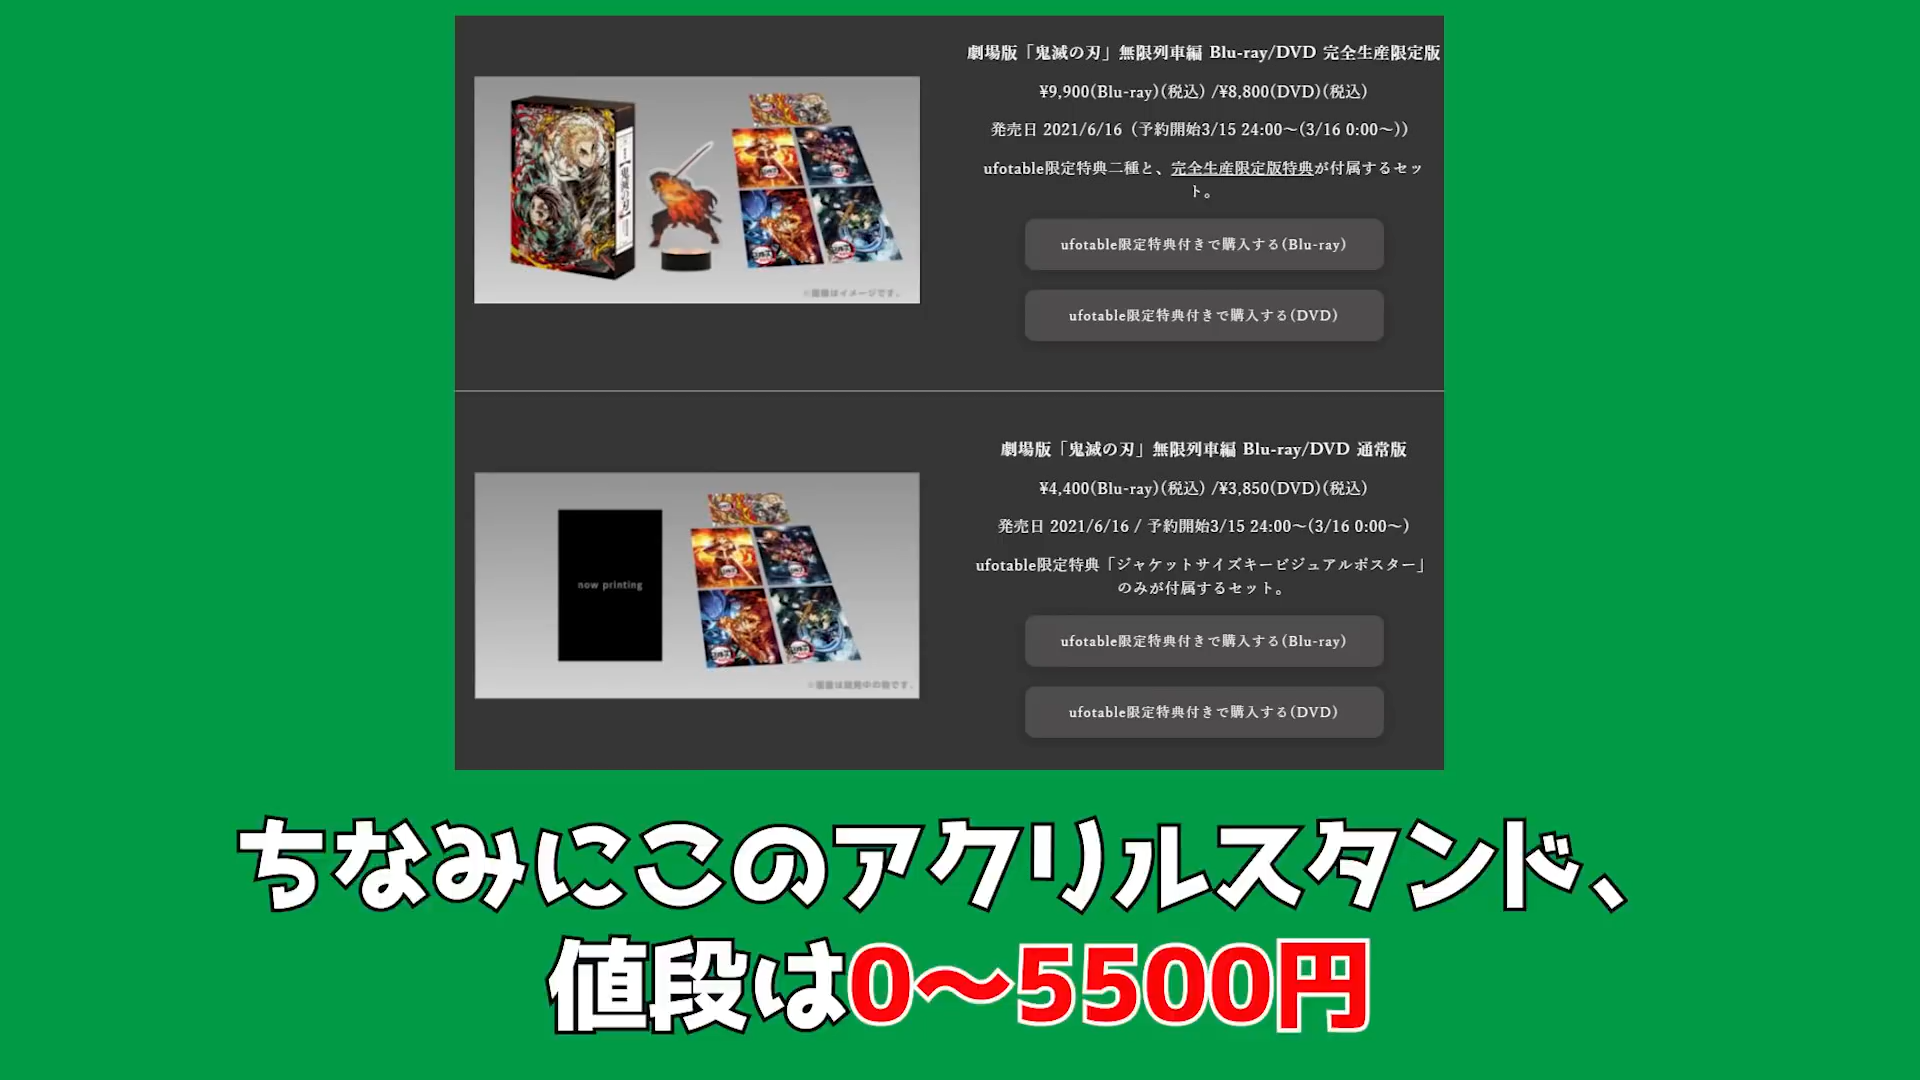 劇場版「鬼滅の刃」無限列車編 Blu-ray/DVD 完全生産限定版
¥9,900(Blu-ray)(税込) /¥8,800(DVD)(税込)
発売日 2021/6/16（予約開始3/15 24:00〜(3/16 0:00〜)）
ufotable限定特典二種と、完全生産限定版特典が付属するセッ
ト。
ufotable限定特典付きで購入する(Blu-ray)
ufotable限定特典付きで購入する(DVD)
鬼滅の刃
※画像はイメージです。
劇場版「鬼滅の刃」無限列車編 Blu-ray/DVD 通常版
¥4,400(Blu-ray)(税込) /¥3,850(DVD)(税込)
発売日 2021/6/16 / 予約開始3/15 24:00〜(3/16 0:00〜)
ufotable限定特典「ジャケットサイズキービジュアルポスター」
のみが付属するセット。
ufotable限定特典付きで購入する(Blu-ray)
ufotable限定特典付きで購入する(DVD)
now printing
ちなみにこのアクリルスタンド、
値段は0〜5500円